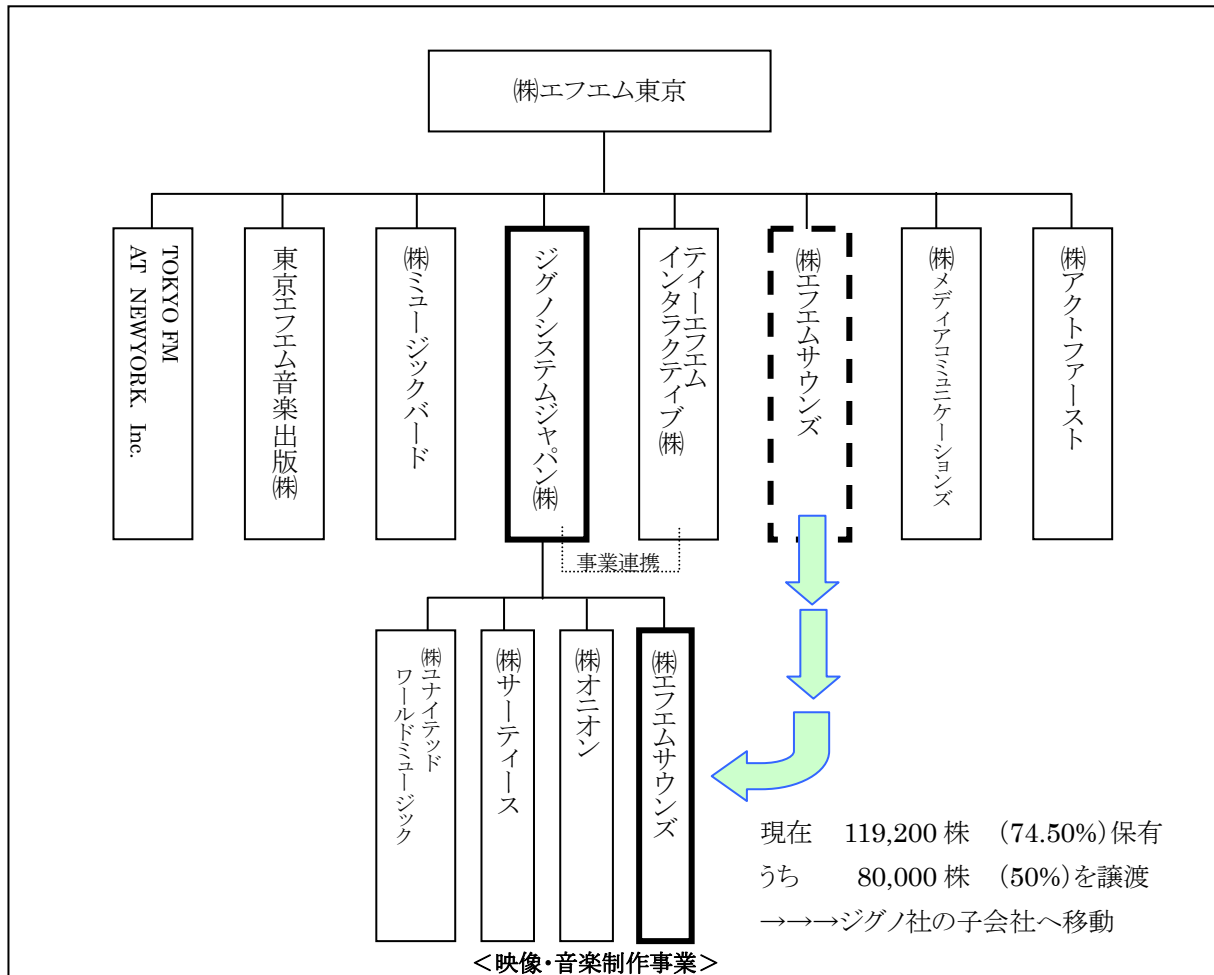 ㈱エフエム東京
TOKYO FM
AT NEWYORK. Inc.
東京エフエム音楽出版㈱
㈱ミュージックバード
ジグノシステムジャパン㈱
ティーエフエム
インタラクティブ㈱
㈱エフエムサウンズ
㈱メディアコミュニケーションズ
㈱アクトファースト
事業連携
㈱ユナイテッド
ワールドミュージック
㈱サーティース
㈱オニオン
㈱エフエムサウンズ
現在 119,200 株 (74.50%)保有
うち 80,000 株 (50%)を譲渡
→→→ジグノ社の子会社へ移動
＜映像・音楽制作事業＞